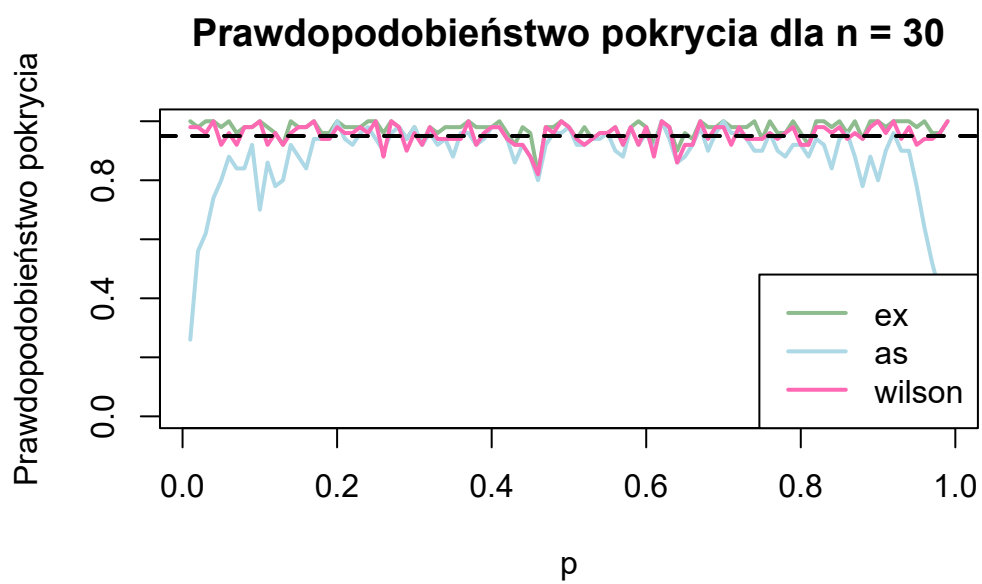 Prawdopodobieństwo pokrycia dla n = 30
Prawdopodobieństwo pokrycia
0.8
0.4
0.0
ex
as
wilson
0.0 0.2 0.4 0.6 0.8 1.0
p